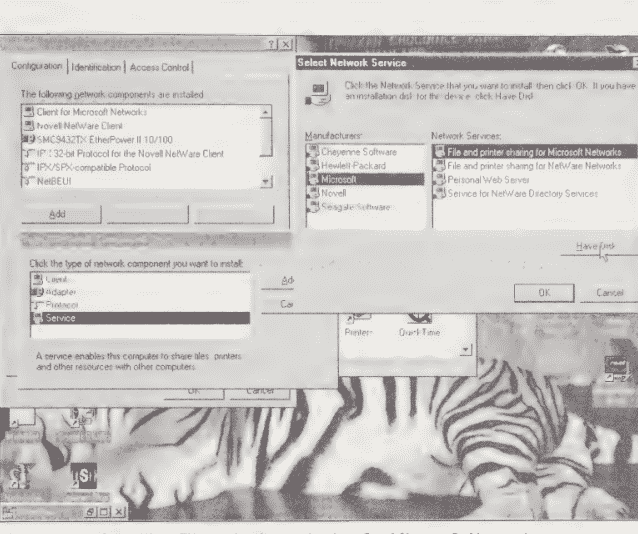 Configuration | Identification | Access Control
The following network components are installed
Client for Microsoft Networks
Novell NetWare Client
SMC9432TX EtherPower II 10/100
32-bit Protocol for the Novell NetWare Client
IPX/SPX-compatible Protocol
NetBEUI
Add
Click the type of network component you want to install:
Client
Adapter
Protocol
Service
A service enables this computer to share files, printers
and other resources with other computers.
OK Cancel
Select Network Service
Click the Network Service that you want to install, then click OK. If you have
an installation disk for this device, click Have Disk
Manufacturers:
Cheyenne Software
Hewlett-Packard
Microsoft
Novell
Seagate Software
Network Services:
File and printer sharing for Microsoft Networks
File and printer sharing for NetWare Networks
Personal Web Server
Service for NetWare Directory Services
Have Disk
OK Cancel
Ad
Ca
Printers
QuickTime